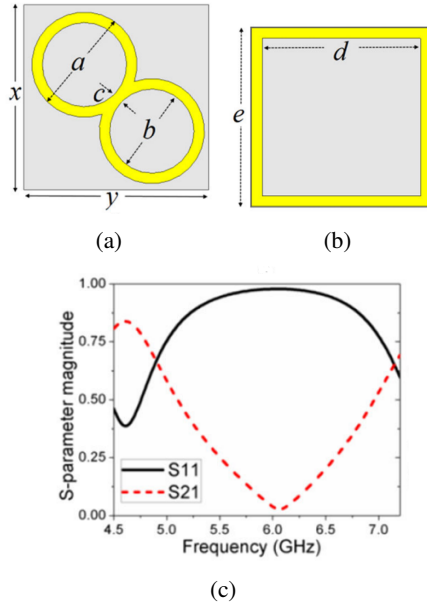 x
a
c
b
y
(a)
d
e
(b)
S-parameter magnitude
1.00
0.75
0.50
0.25
0.00
S11
S21
4.5 5.0 5.5 6.0 6.5 7.0
Frequency (GHz)
(c)